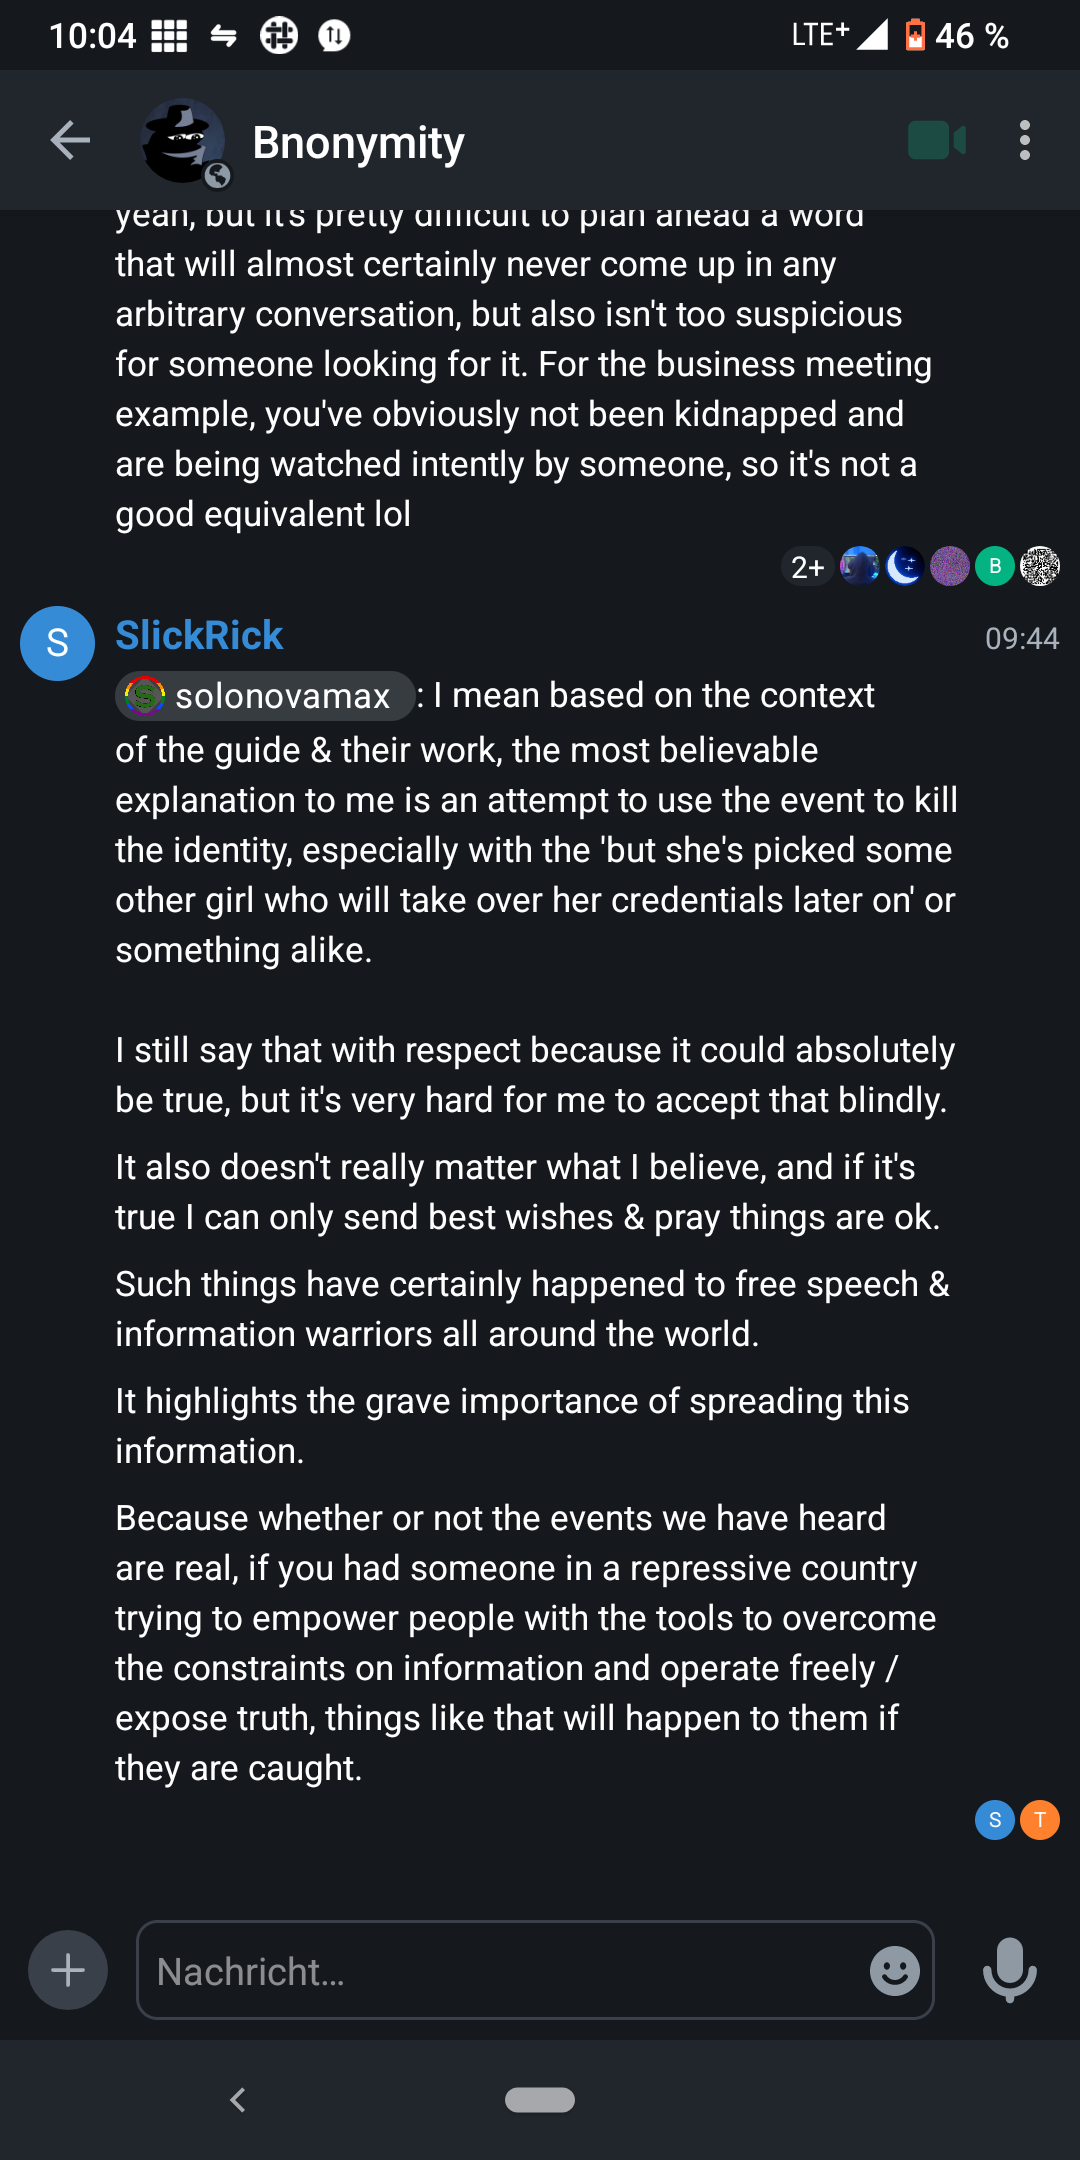 10:04
LTE+ 46 %
Bnonymity
yeah, but it's pretty difficult to plan ahead a word
that will almost certainly never come up in any
arbitrary conversation, but also isn't too suspicious
for someone looking for it. For the business meeting
example, you've obviously not been kidnapped and
are being watched intently by someone, so it's not a
good equivalent lol
2+ B
S
SlickRick
09:44
S solonovamax : I mean based on the context
of the guide & their work, the most believable
explanation to me is an attempt to use the event to kill
the identity, especially with the 'but she's picked some
other girl who will take over her credentials later on' or
something alike.
I still say that with respect because it could absolutely
be true, but it's very hard for me to accept that blindly.
It also doesn't really matter what I believe, and if it's
true I can only send best wishes & pray things are ok.
Such things have certainly happened to free speech &
information warriors all around the world.
It highlights the grave importance of spreading this
information.
Because whether or not the events we have heard
are real, if you had someone in a repressive country
trying to empower people with the tools to overcome
the constraints on information and operate freely /
expose truth, things like that will happen to them if
they are caught.
S T
Nachricht…